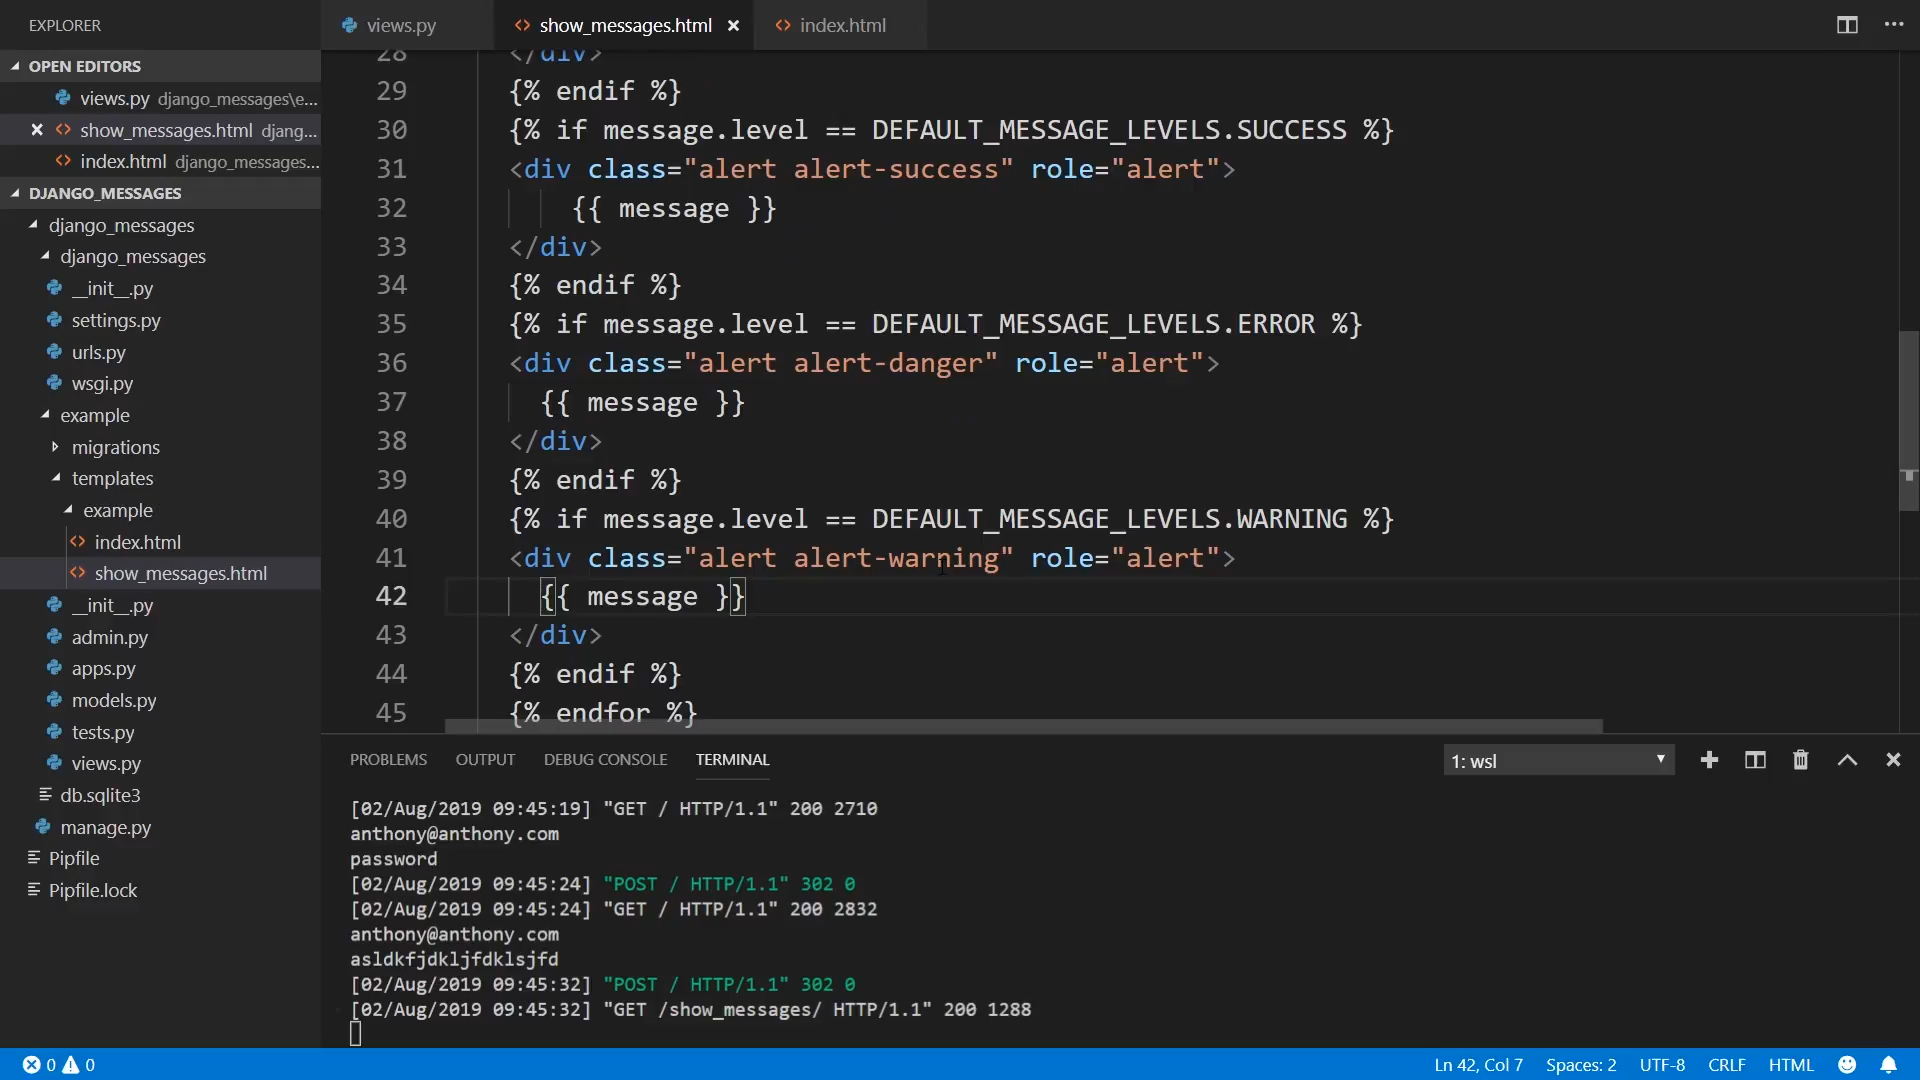 EXPLORER
OPEN EDITORS
views.py django_messages\e...
show_messages.html djang...
index.html django_messages...
DJANGO_MESSAGES
django_messages
django_messages
__init__.py
settings.py
urls.py
wsgi.py
example
migrations
templates
example
index.html
show_messages.html
__init__.py
admin.py
apps.py
models.py
tests.py
views.py
db.sqlite3
manage.py
Pipfile
Pipfile.lock
views.py show_messages.html index.html
28 </div>
29 {% endif %}
30 {% if message.level == DEFAULT_MESSAGE_LEVELS.SUCCESS %}
31 <div class="alert alert-success" role="alert">
32 {{ message }}
33 </div>
34 {% endif %}
35 {% if message.level == DEFAULT_MESSAGE_LEVELS.ERROR %}
36 <div class="alert alert-danger" role="alert">
37 {{ message }}
38 </div>
39 {% endif %}
40 {% if message.level == DEFAULT_MESSAGE_LEVELS.WARNING %}
41 <div class="alert alert-warning" role="alert">
42 {{ message }}
43 </div>
44 {% endif %}
45 {% endfor %}
PROBLEMS OUTPUT DEBUG CONSOLE TERMINAL 1: wsl
[02/Aug/2019 09:45:19] "GET / HTTP/1.1" 200 2710
anthony@anthony.com
password
[02/Aug/2019 09:45:24] "POST / HTTP/1.1" 302 0
[02/Aug/2019 09:45:24] "GET / HTTP/1.1" 200 2832
anthony@anthony.com
asldkfjdkljfdklsjfd
[02/Aug/2019 09:45:32] "POST / HTTP/1.1" 302 0
[02/Aug/2019 09:45:32] "GET /show_messages/ HTTP/1.1" 200 1288
0 0 Ln 42, Col 7 Spaces: 2 UTF-8 CRLF HTML